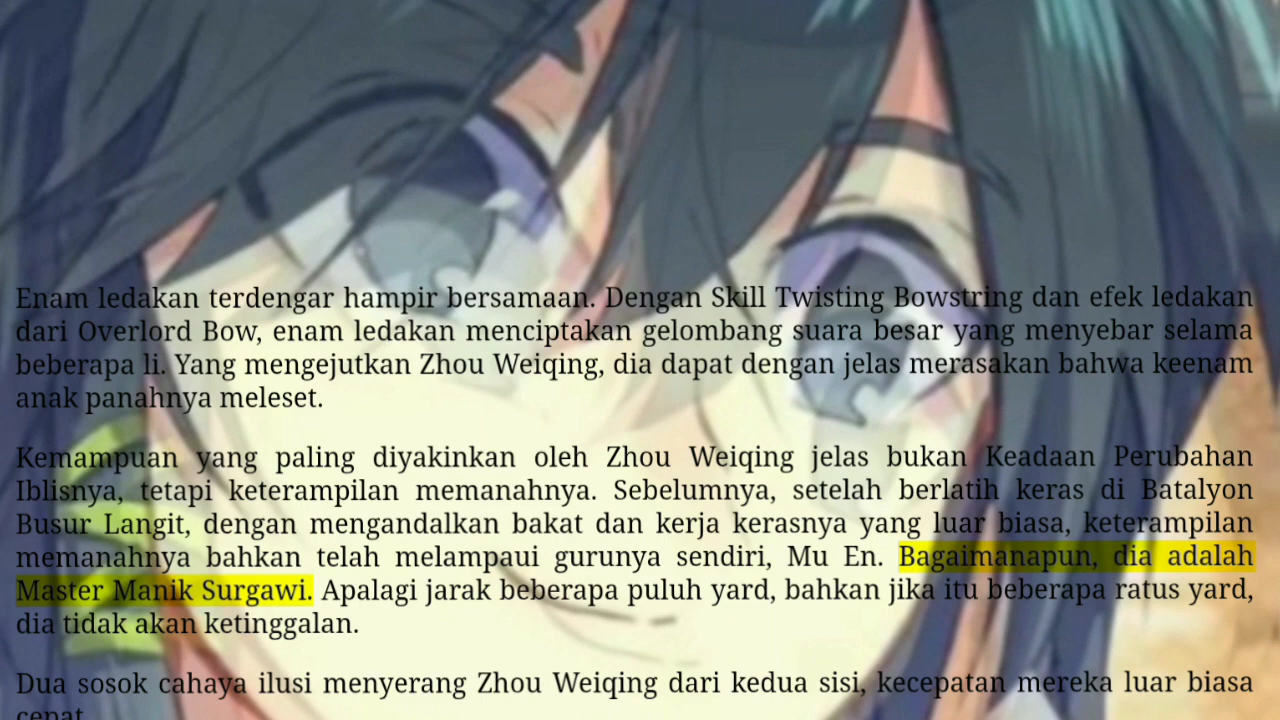 Enam ledakan terdengar hampir bersamaan. Dengan Skill Twisting Bowstring dan efek ledakan
dari Overlord Bow, enam ledakan menciptakan gelombang suara besar yang menyebar selama
beberapa li. Yang mengejutkan Zhou Weiqing, dia dapat dengan jelas merasakan bahwa keenam
anak panahnya meleset.
Kemampuan yang paling diyakinkan oleh Zhou Weiqing jelas bukan Keadaan Perubahan
Iblisnya, tetapi keterampilan memanahnya. Sebelumnya, setelah berlatih keras di Batalyon
Busur Langit, dengan mengandalkan bakat dan kerja kerasnya yang luar biasa, keterampilan
memanahnya bahkan telah melampaui gurunya sendiri, Mu En. Bagaimanapun, dia adalah
Master Manik Surgawi. Apalagi jarak beberapa puluh yard, bahkan jika itu beberapa ratus yard,
dia tidak akan ketinggalan.
Dua sosok cahaya ilusi menyerang Zhou Weiqing dari kedua sisi, kecepatan mereka luar biasa
cepat.